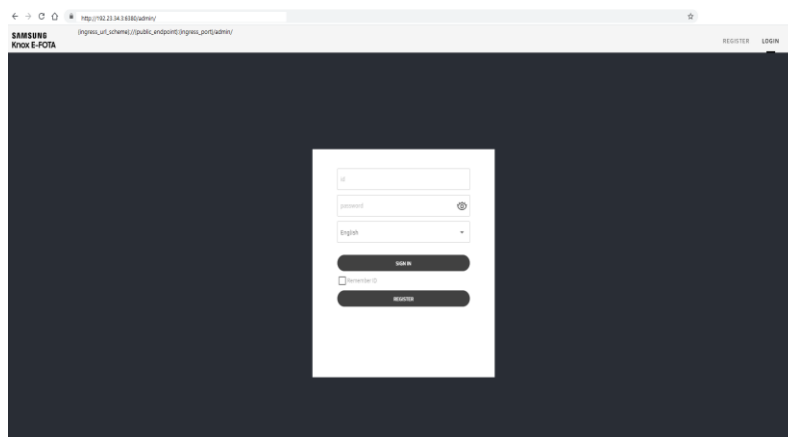 http://192.23.34.3:6380/admin/
SAMSUNG
Knox E-FOTA
{ingress_url_scheme}://{public_endpoint}:{ingress_port}/admin/
REGISTER LOGIN
id
password
English
SIGN IN
Remember ID
REGISTER